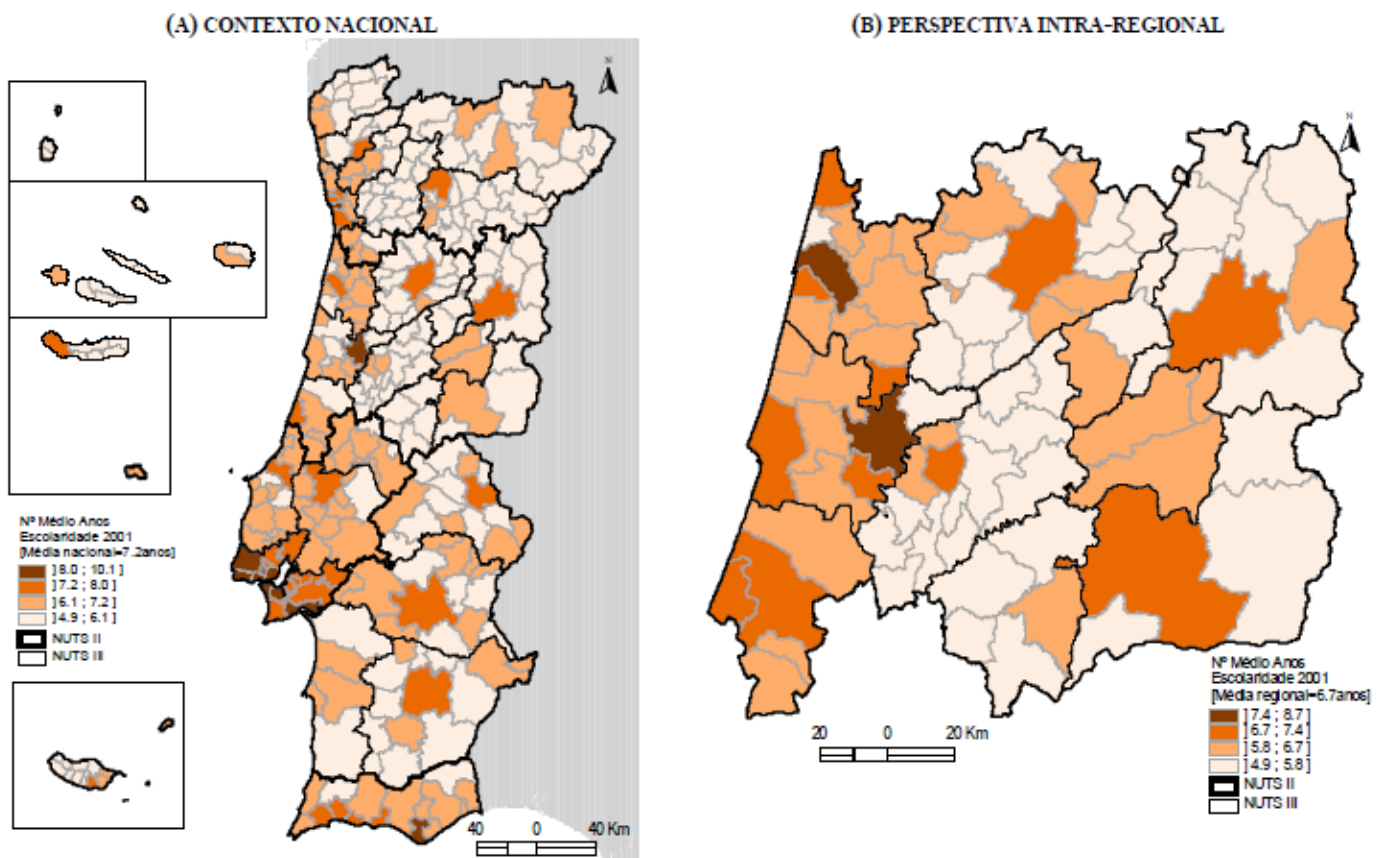 (A) CONTEXTO NACIONAL
N
Nº Médio Anos
Escolaridade 2001
[Média nacional=7.2anos]
]8.0 ; 10.1]
]7.2 ; 8.0]
]6.1 ; 7.2]
]4.9 ; 6.1]
NUTS II
NUTS III
40 0 40 Km
(B) PERSPECTIVA INTRA-REGIONAL
N
Nº Médio Anos
Escolaridade 2001
[Média regional=6.7anos]
]7.4 ; 8.7]
]6.7 ; 7.4]
]5.8 ; 6.7]
]4.9 ; 5.8]
NUTS II
NUTS III
20 0 20 Km